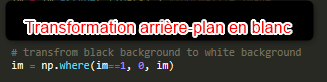 Transformation arrière-plan en blanc
# transfrom black background to white background
im = np.where(im==1, 0, im)